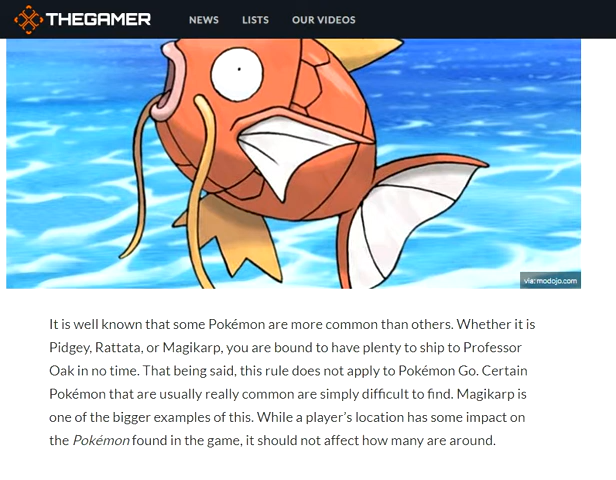 THEGAMER NEWS LISTS OUR VIDEOS
via: modojo.com
It is well known that some Pokémon are more common than others. Whether it is
Pidgey, Rattata, or Magikarp, you are bound to have plenty to ship to Professor
Oak in no time. That being said, this rule does not apply to Pokémon Go. Certain
Pokémon that are usually really common are simply difficult to find. Magikarp is
one of the bigger examples of this. While a player’s location has some impact on
the Pokémon found in the game, it should not affect how many are around.